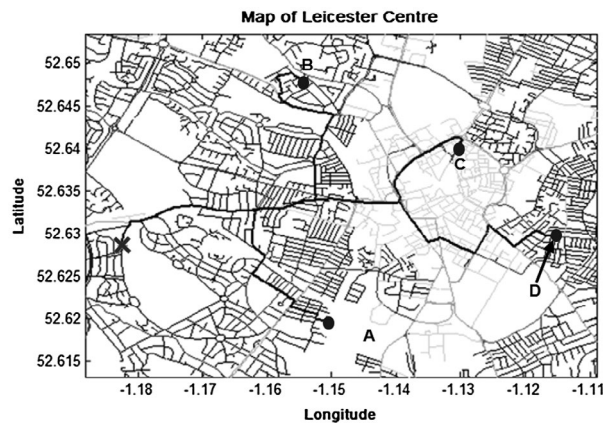 Map of Leicester Centre
B
52.65
52.645
52.64
C
52.635
Latitude
52.63
52.625
D
52.62
A
52.615
-1.18 -1.17 -1.16 -1.15 -1.14 -1.13 -1.12 -1.11
Longitude